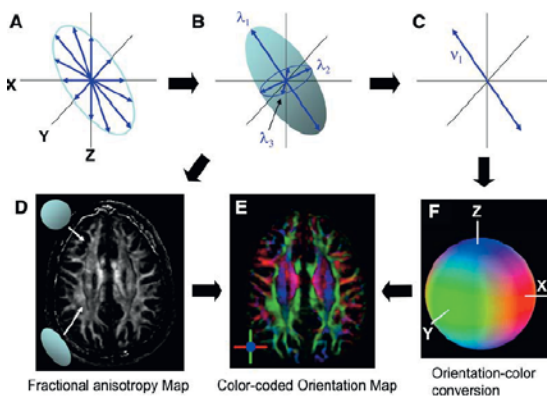 A
B
C
λ1
λ2
ν1
X
λ3
Y
Z
D
E
F
Z
X
Y
Fractional anisotropy Map
Color-coded Orientation Map
Orientation-color
conversion